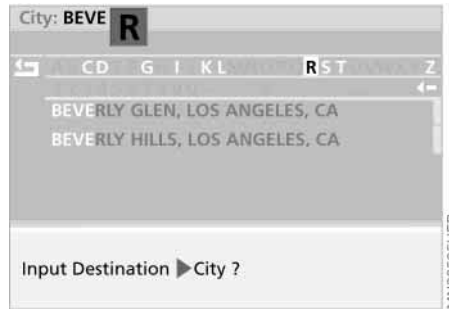 City: BEVE R
C D G I K L R S T Z
BEVERLY GLEN, LOS ANGELES, CA
BEVERLY HILLS, LOS ANGELES, CA
Input Destination ▶ City ?